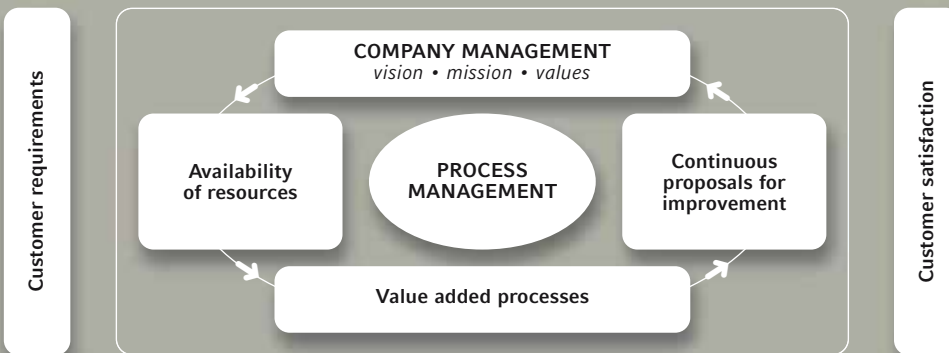 Customer requirements
COMPANY MANAGEMENT
vision • mission • values
Availability
of resources
PROCESS
MANAGEMENT
Continuous
proposals for
improvement
Value added processes
Customer satisfaction